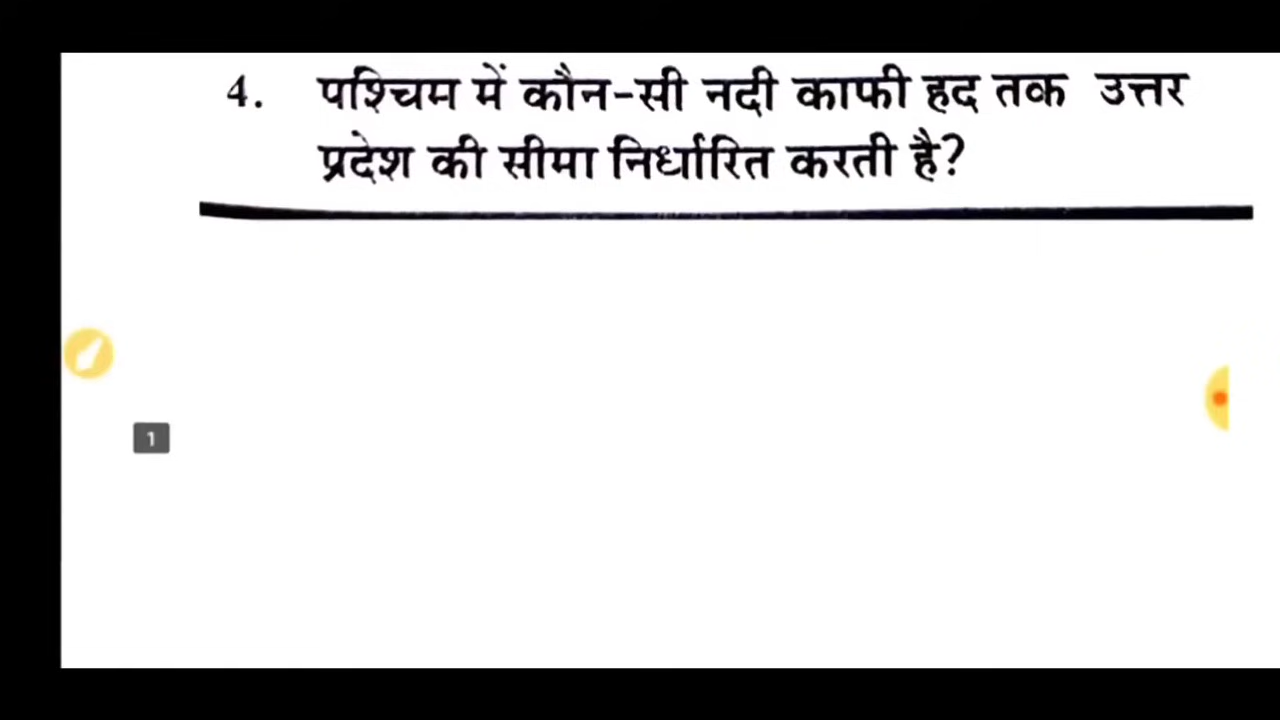 4. पश्चिम में कौन-सी नदी काफी हद तक उत्तर
प्रदेश की सीमा निर्धारित करती है?
1